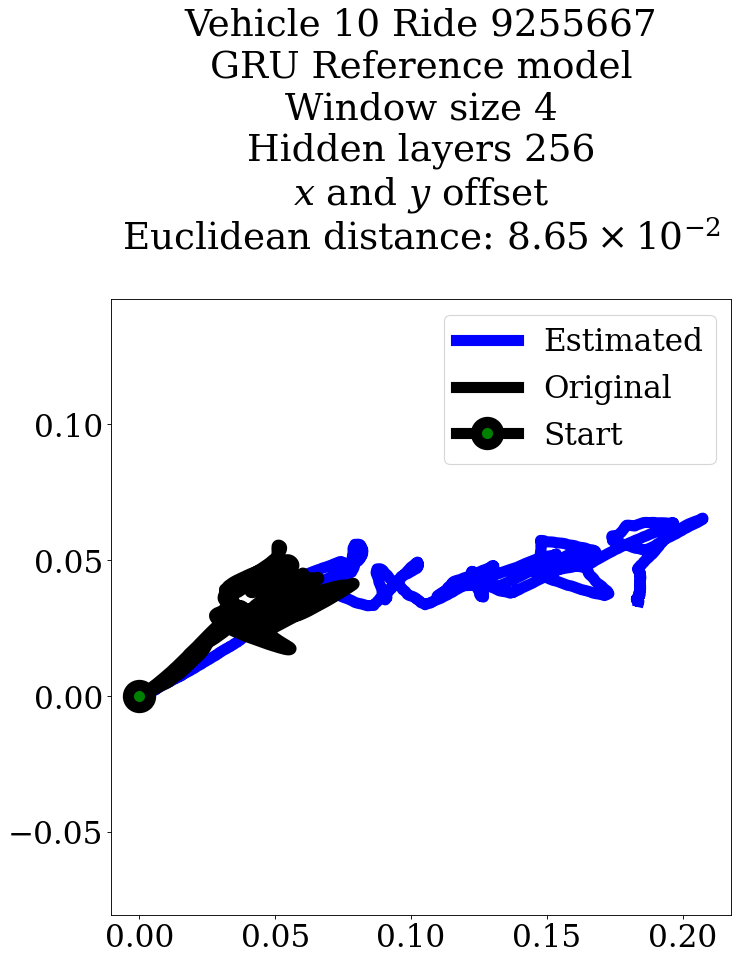 Vehicle 10 Ride 9255667
GRU Reference model
Window size 4
Hidden layers 256
x and y offset
Euclidean distance: 8.65 × 10⁻²
Estimated
Original
Start
0.10
0.05
0.00
−0.05
0.00 0.05 0.10 0.15 0.20